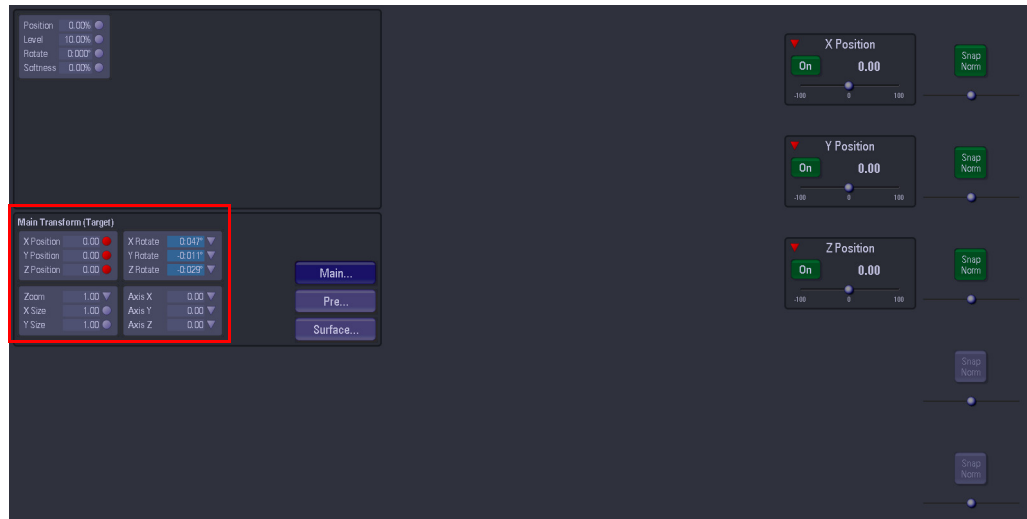 Position 0.00%
Level 10.00%
Rotate 0:000°
Softness 0.00%
Main Transform (Target)
X Position 0.00 X Rotate 0:047°
Y Position 0.00 Y Rotate -0:011°
Z Position 0.00 Z Rotate -0:029°
Zoom 1.00 Axis X 0.00
X Size 1.00 Axis Y 0.00
Y Size 1.00 Axis Z 0.00
Main...
Pre...
Surface...
X Position
On 0.00
-100 0 100
Snap
Norm
Y Position
On 0.00
-100 0 100
Snap
Norm
Z Position
On 0.00
-100 0 100
Snap
Norm
Snap
Norm
Snap
Norm